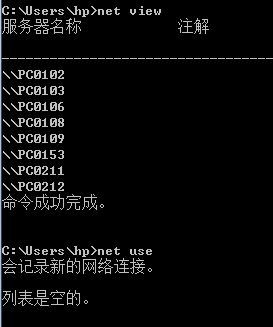 C:\Users\hp>net view
服务器名称 注解
-------------------------------------
\\PC0102
\\PC0103
\\PC0106
\\PC0108
\\PC0109
\\PC0153
\\PC0211
\\PC0212
命令成功完成。
C:\Users\hp>net use
会记录新的网络连接。
列表是空的。